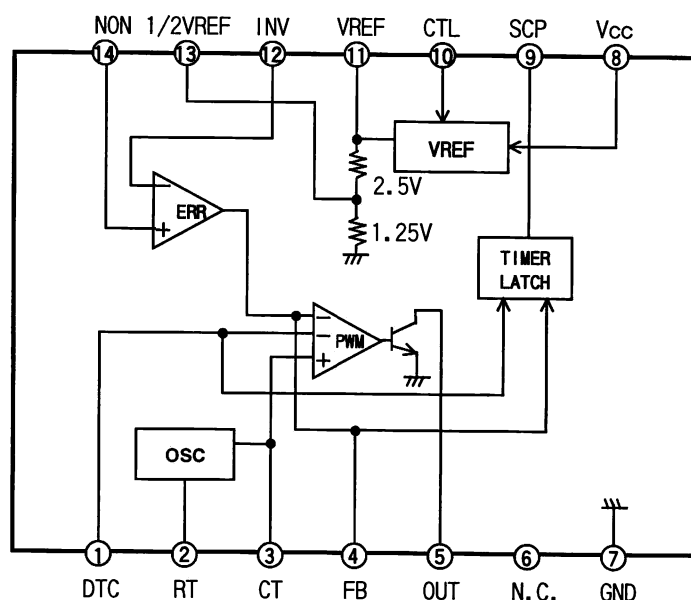 NON 1/2VREF INV VREF CTL SCP Vcc
14 13 12 11 10 9 8
VREF
2.5V
ERR
1.25V
TIMER
LATCH
PWM
OSC
1 2 3 4 5 6 7
DTC RT CT FB OUT N.C. GND